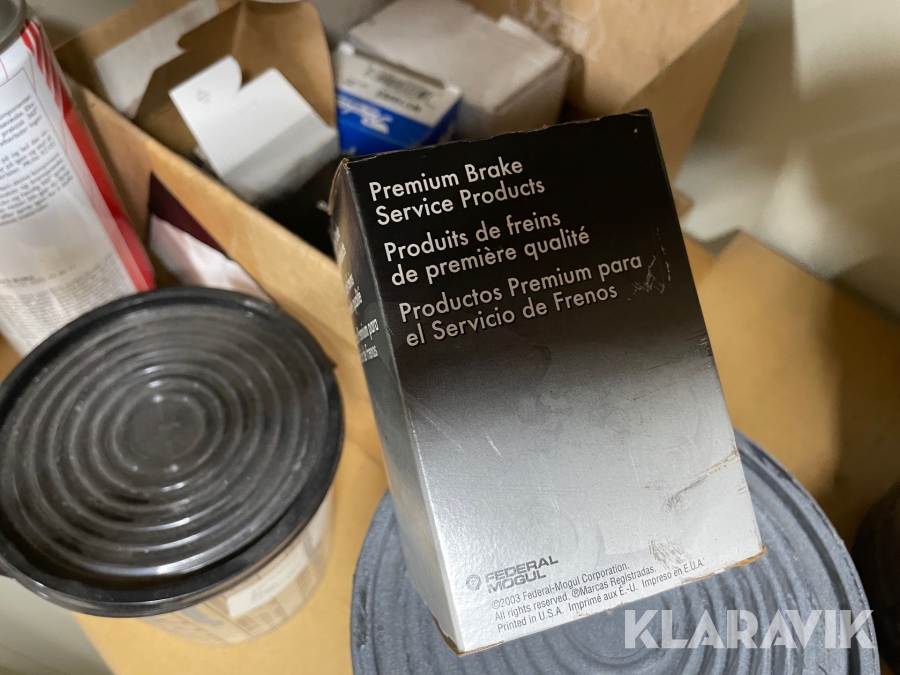 Premium Brake
Service Products
Produits de freins
de première qualité
Productos Premium para
el Servicio de Frenos
FEDERAL
MOGUL
©2003 Federal-Mogul Corporation.
All rights reserved. ®Marcas Registradas.
Printed in U.S.A. Imprimé aux E.-U. Impreso en E.U.A.
KLARAVIK